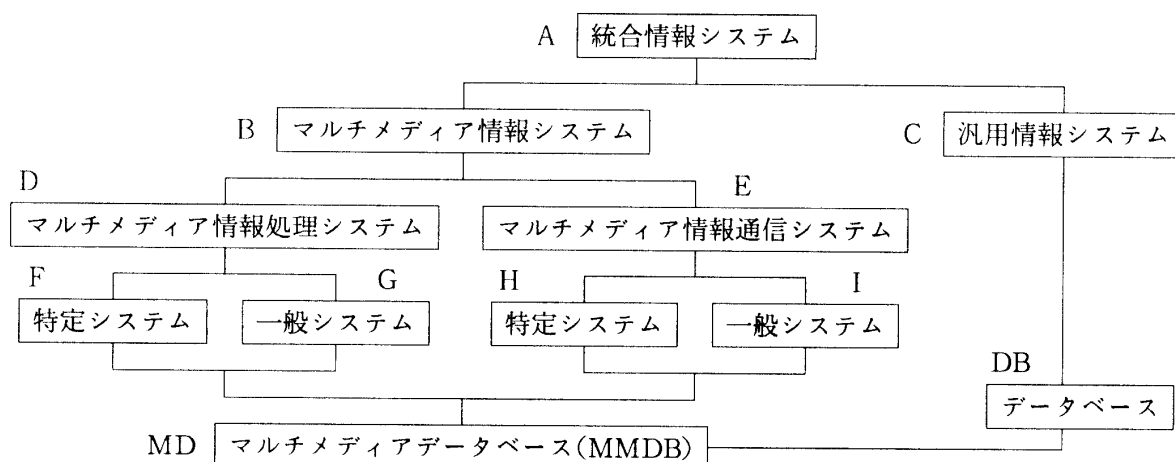 A 統合情報システム
B マルチメディア情報システム
C 汎用情報システム
D
E
マルチメディア情報処理システム
マルチメディア情報通信システム
F
G
H
I
特定システム
一般システム
特定システム
一般システム
DB
データベース
MD マルチメディアデータベース(MMDB)